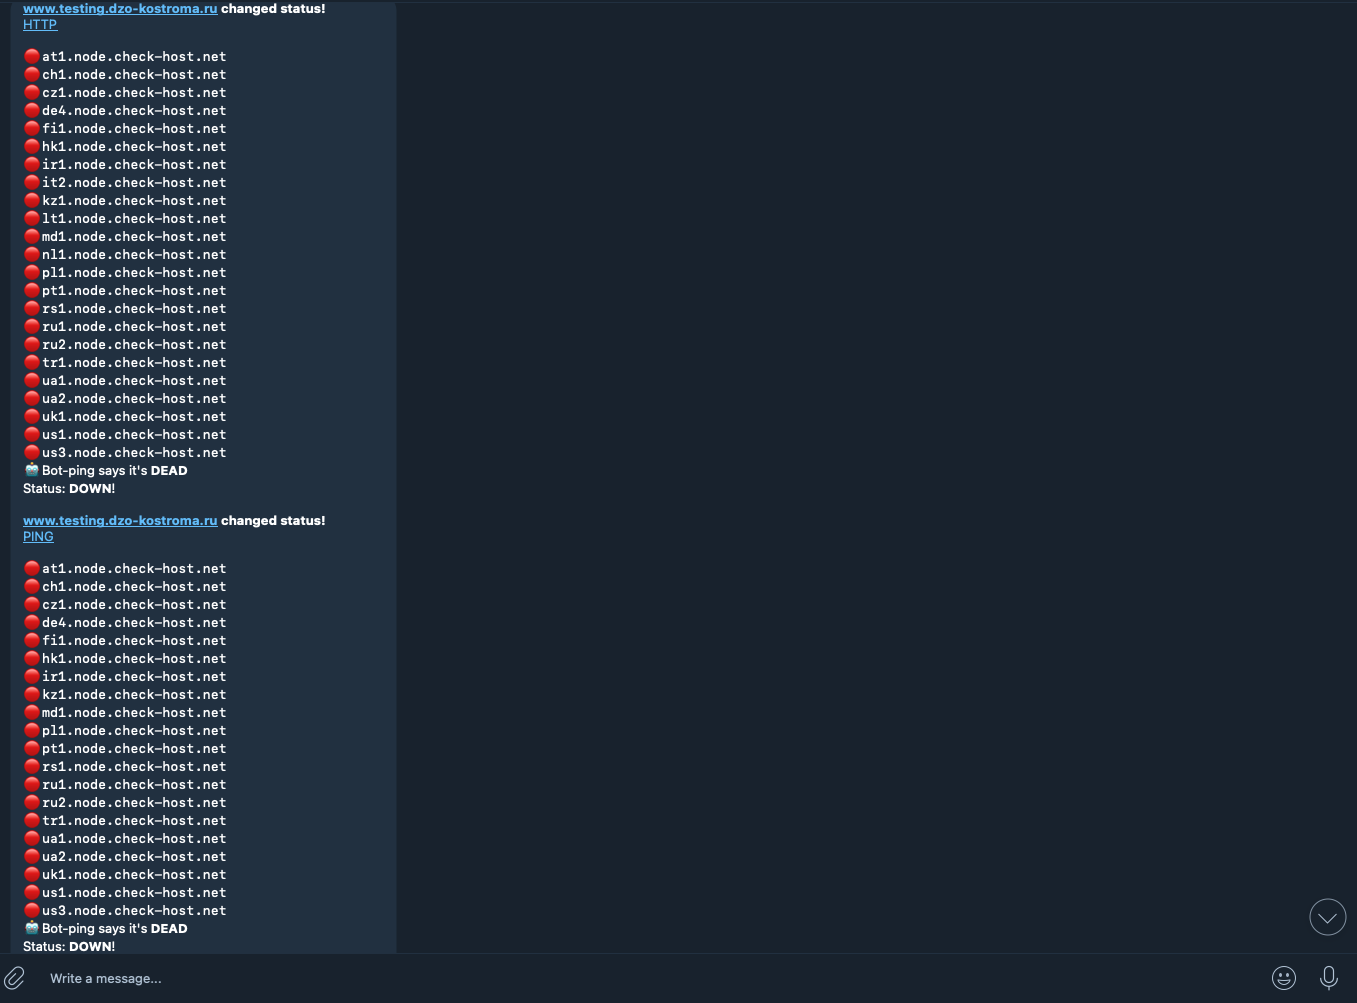 www.testing.dzo-kostroma.ru changed status!
HTTP
at1.node.check-host.net
ch1.node.check-host.net
cz1.node.check-host.net
de4.node.check-host.net
fi1.node.check-host.net
hk1.node.check-host.net
ir1.node.check-host.net
it2.node.check-host.net
kz1.node.check-host.net
lt1.node.check-host.net
md1.node.check-host.net
nl1.node.check-host.net
pl1.node.check-host.net
pt1.node.check-host.net
rs1.node.check-host.net
ru1.node.check-host.net
ru2.node.check-host.net
tr1.node.check-host.net
ua1.node.check-host.net
ua2.node.check-host.net
uk1.node.check-host.net
us1.node.check-host.net
us3.node.check-host.net
Bot-ping says it's DEAD
Status: DOWN!
www.testing.dzo-kostroma.ru changed status!
PING
at1.node.check-host.net
ch1.node.check-host.net
cz1.node.check-host.net
de4.node.check-host.net
fi1.node.check-host.net
hk1.node.check-host.net
ir1.node.check-host.net
kz1.node.check-host.net
md1.node.check-host.net
pl1.node.check-host.net
pt1.node.check-host.net
rs1.node.check-host.net
ru1.node.check-host.net
ru2.node.check-host.net
tr1.node.check-host.net
ua1.node.check-host.net
ua2.node.check-host.net
uk1.node.check-host.net
us1.node.check-host.net
us3.node.check-host.net
Bot-ping says it's DEAD
Status: DOWN!
Write a message...